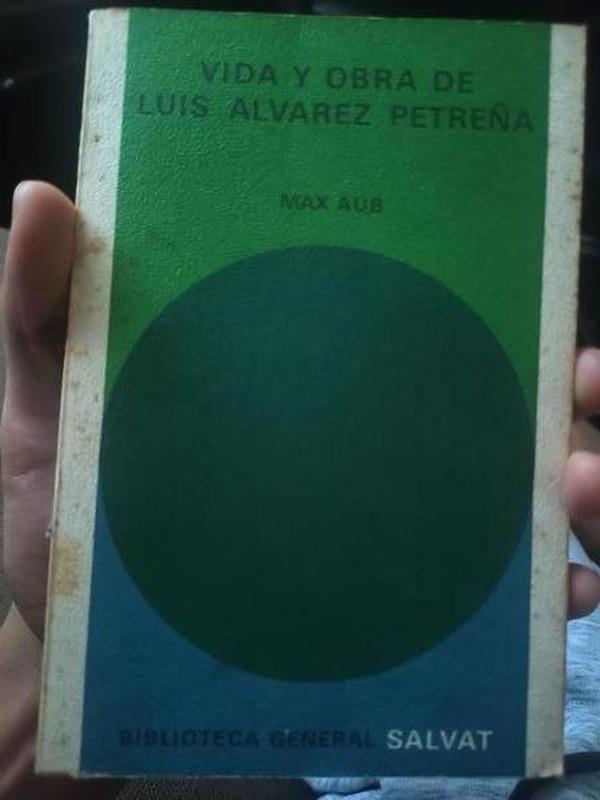 VIDA Y OBRA DE
LUIS ALVAREZ PETREÑA
MAX AUB
BIBLIOTECA GENERAL SALVAT